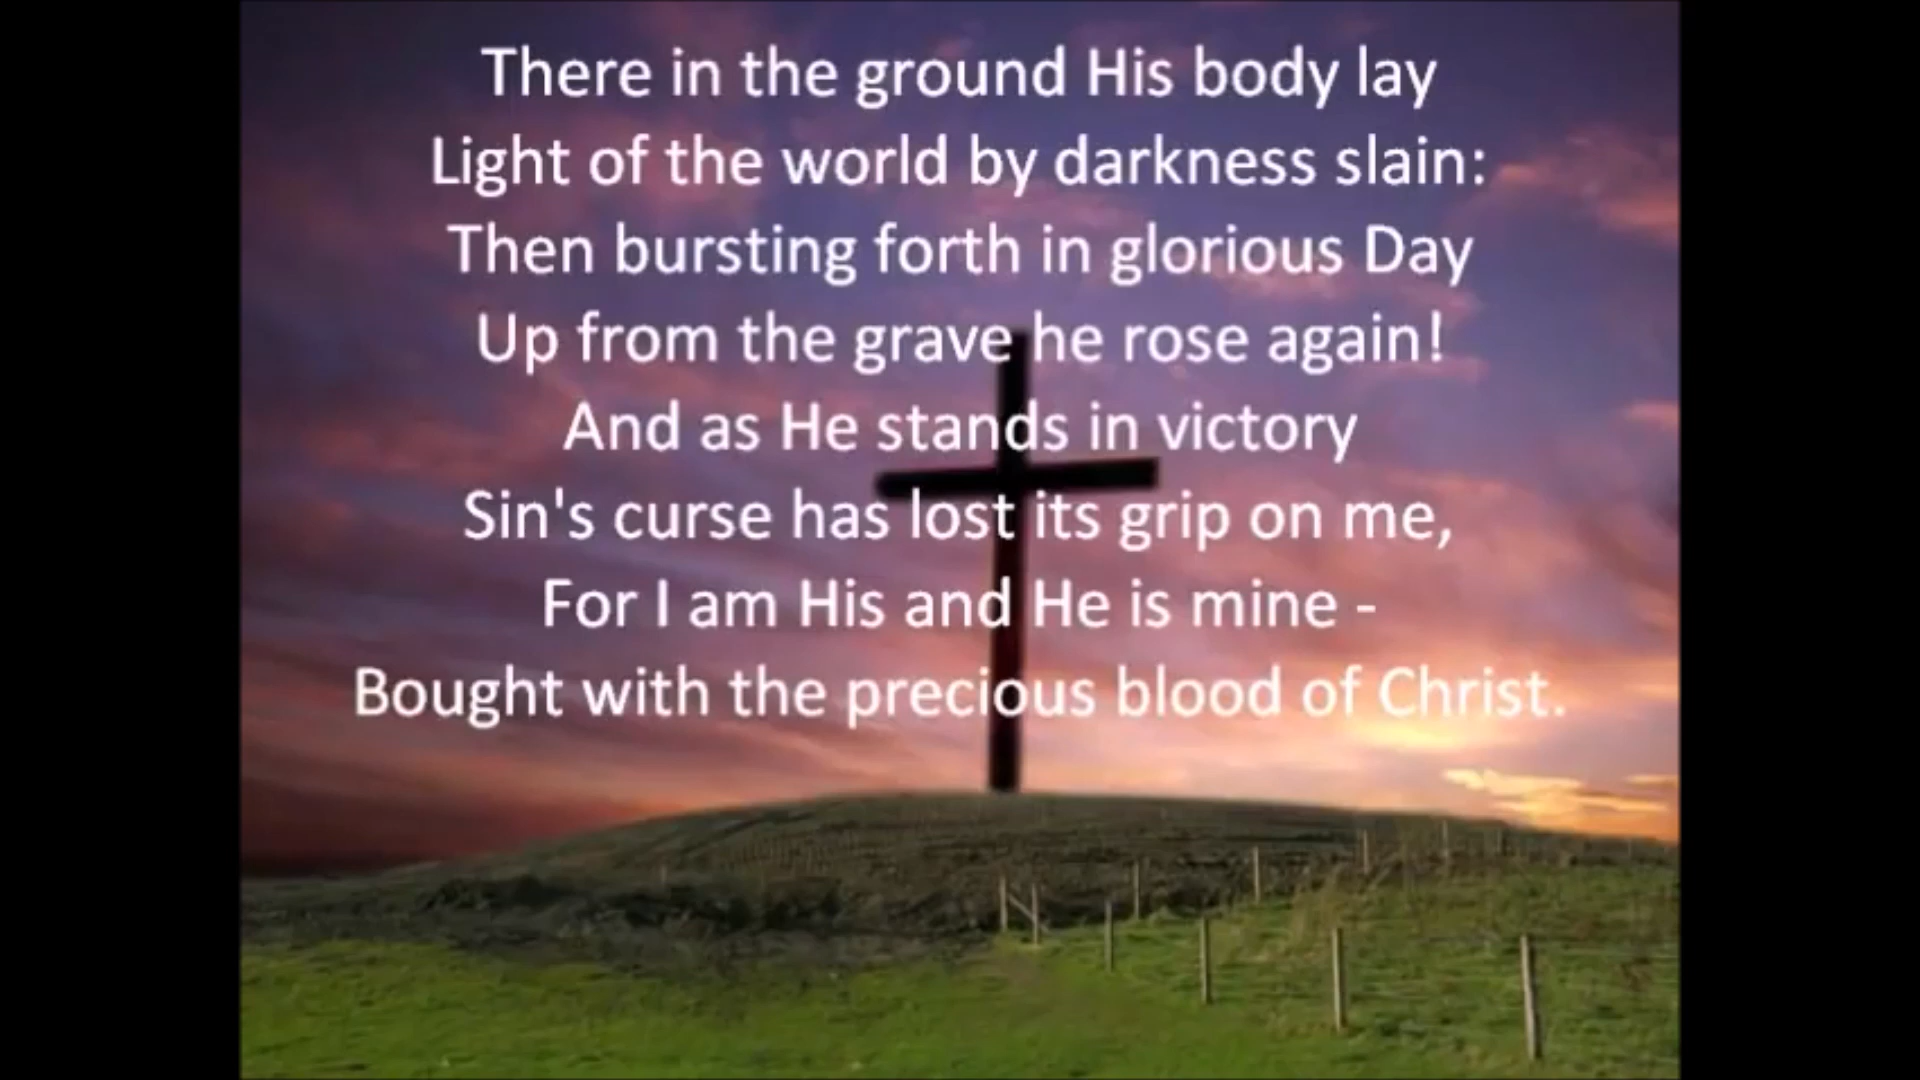 There in the ground His body lay
Light of the world by darkness slain:
Then bursting forth in glorious Day
Up from the grave he rose again!
And as He stands in victory
Sin's curse has lost its grip on me,
For I am His and He is mine -
Bought with the precious blood of Christ.